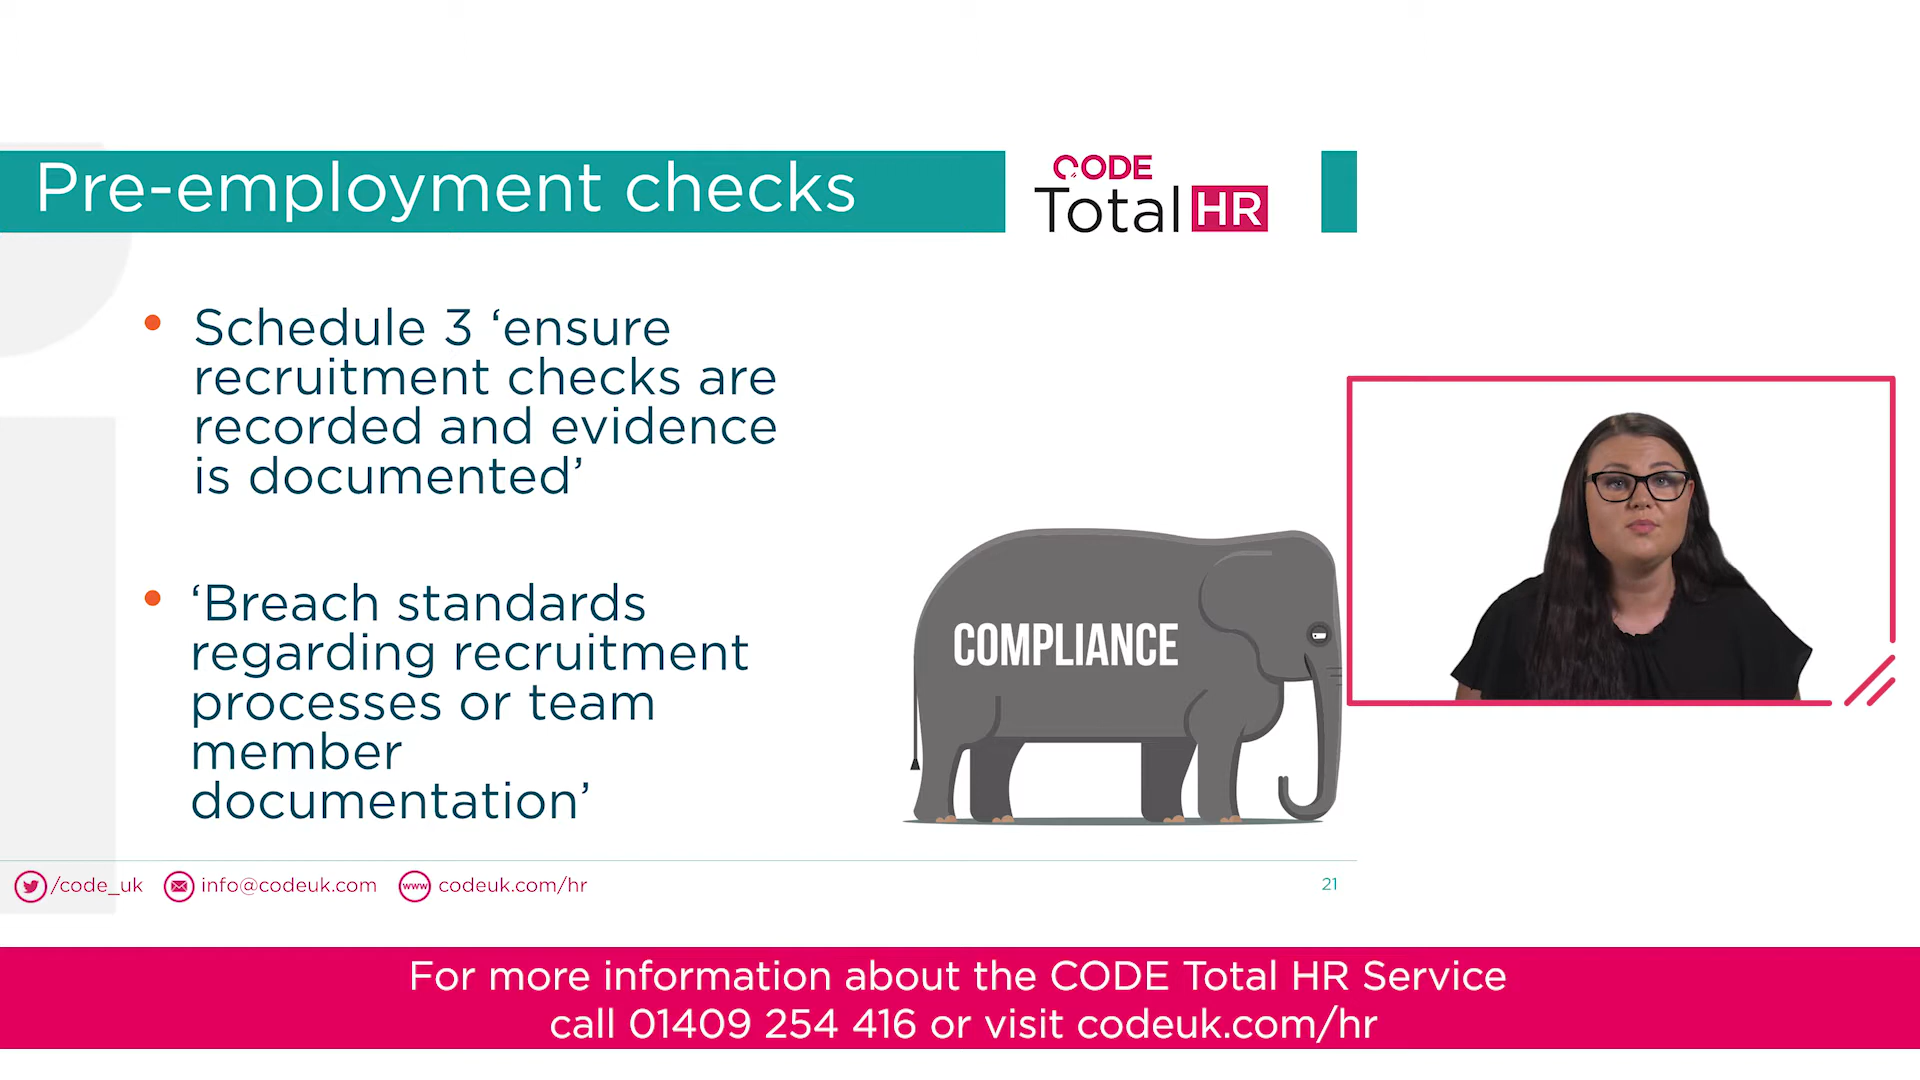 Pre-employment checks
CODE
Total HR
• Schedule 3 ‘ensure
recruitment checks are
recorded and evidence
is documented’
• ‘Breach standards
regarding recruitment
processes or team
member
documentation’
COMPLIANCE
/code_uk info@codeuk.com www codeuk.com/hr
21
For more information about the CODE Total HR Service
call 01409 254 416 or visit codeuk.com/hr